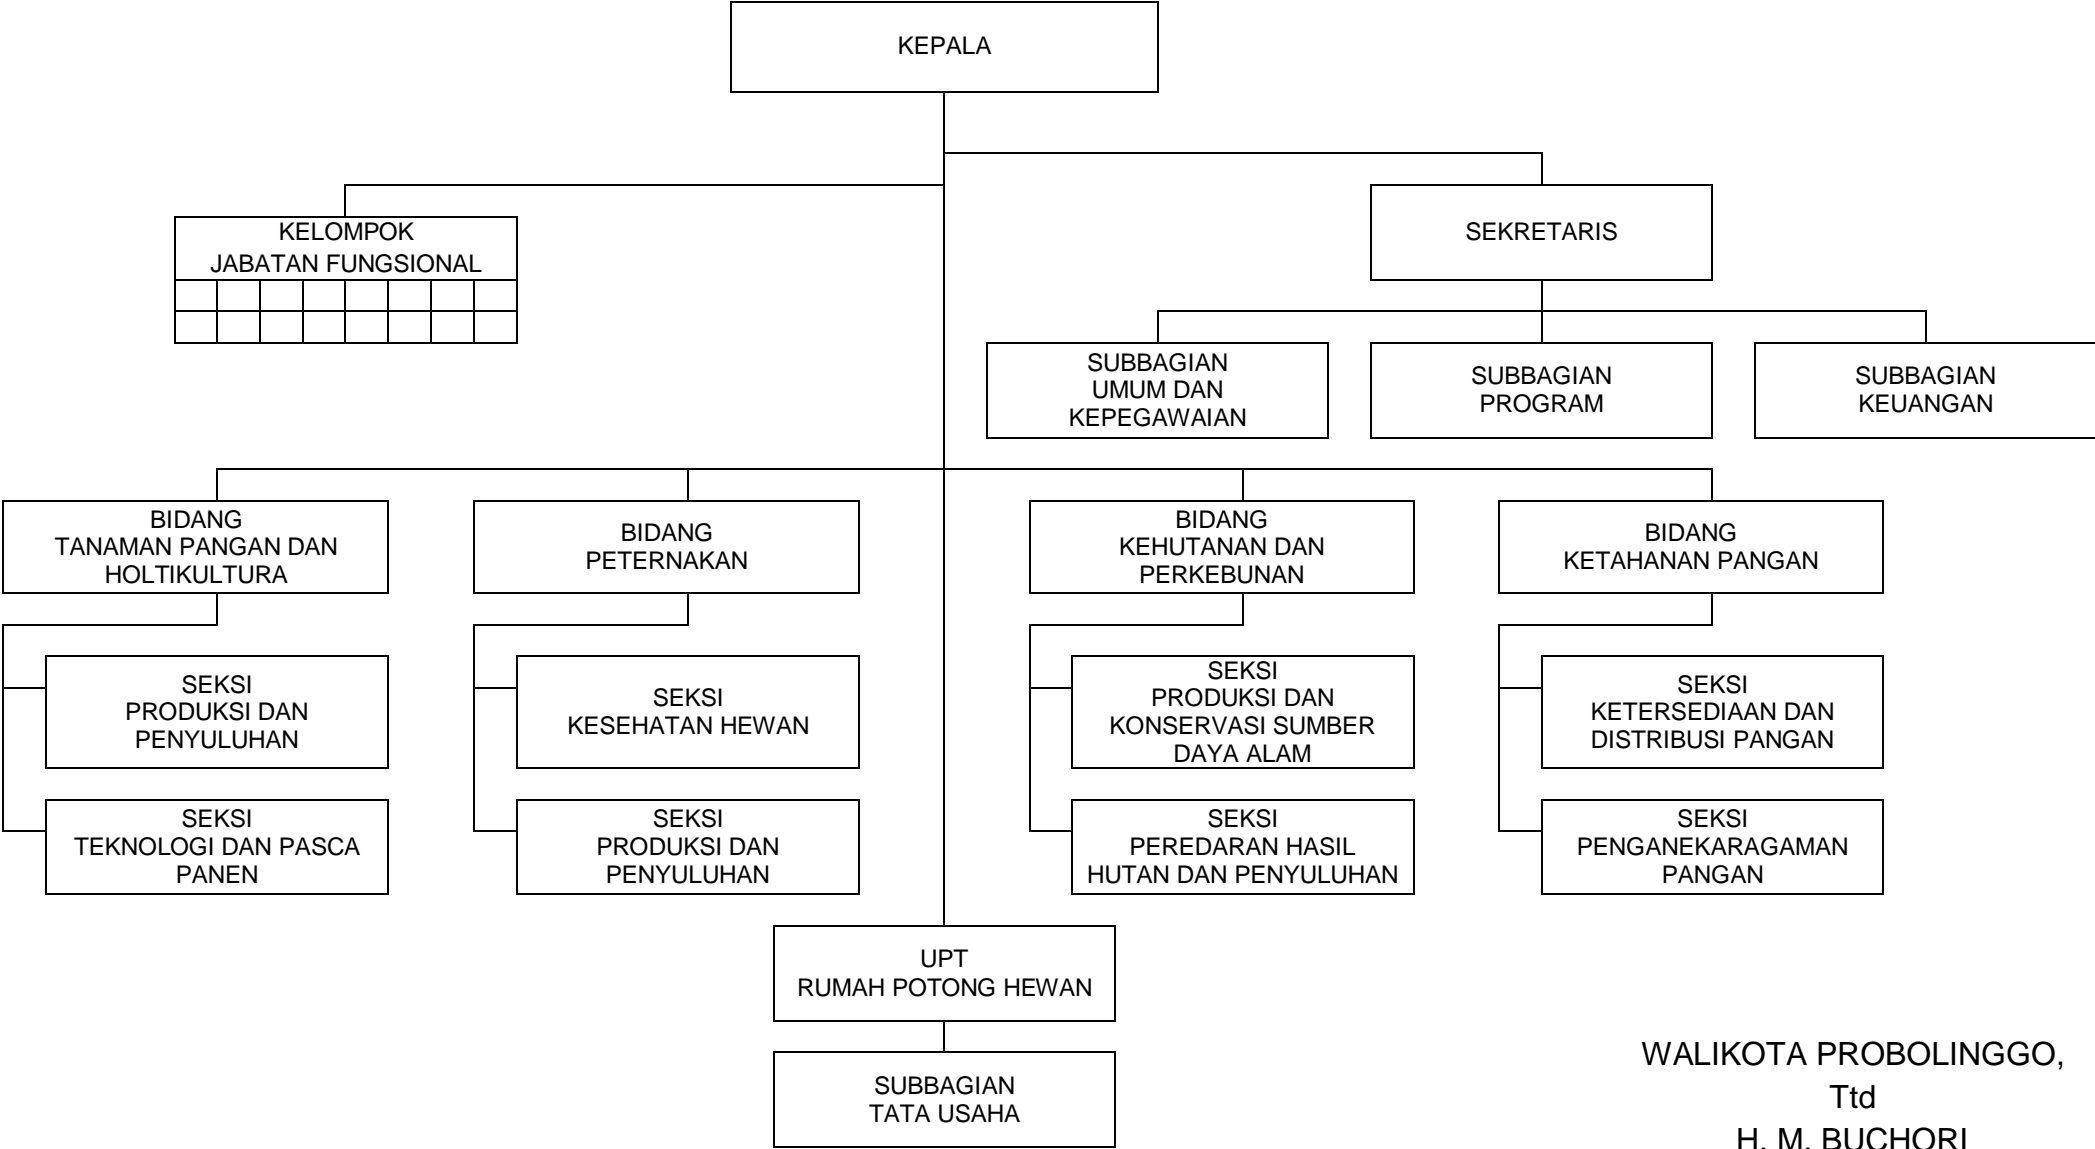 KEPALA
KELOMPOK
JABATAN FUNGSIONAL
SEKRETARIS
SUBBAGIAN
UMUM DAN
KEPEGAWAIAN
SUBBAGIAN
PROGRAM
SUBBAGIAN
KEUANGAN
BIDANG
TANAMAN PANGAN DAN
HOLTIKULTURA
BIDANG
PETERNAKAN
BIDANG
KEHUTANAN DAN
PERKEBUNAN
BIDANG
KETAHANAN PANGAN
SEKSI
PRODUKSI DAN
PENYULUHAN
SEKSI
KESEHATAN HEWAN
SEKSI
PRODUKSI DAN
KONSERVASI SUMBER
DAYA ALAM
SEKSI
KETERSEDIAAN DAN
DISTRIBUSI PANGAN
SEKSI
TEKNOLOGI DAN PASCA
PANEN
SEKSI
PRODUKSI DAN
PENYULUHAN
SEKSI
PEREDARAN HASIL
HUTAN DAN PENYULUHAN
SEKSI
PENGANEKARAGAMAN
PANGAN
UPT
RUMAH POTONG HEWAN
SUBBAGIAN
TATA USAHA
WALIKOTA PROBOLINGGO,
Ttd
H. M. BUCHORI